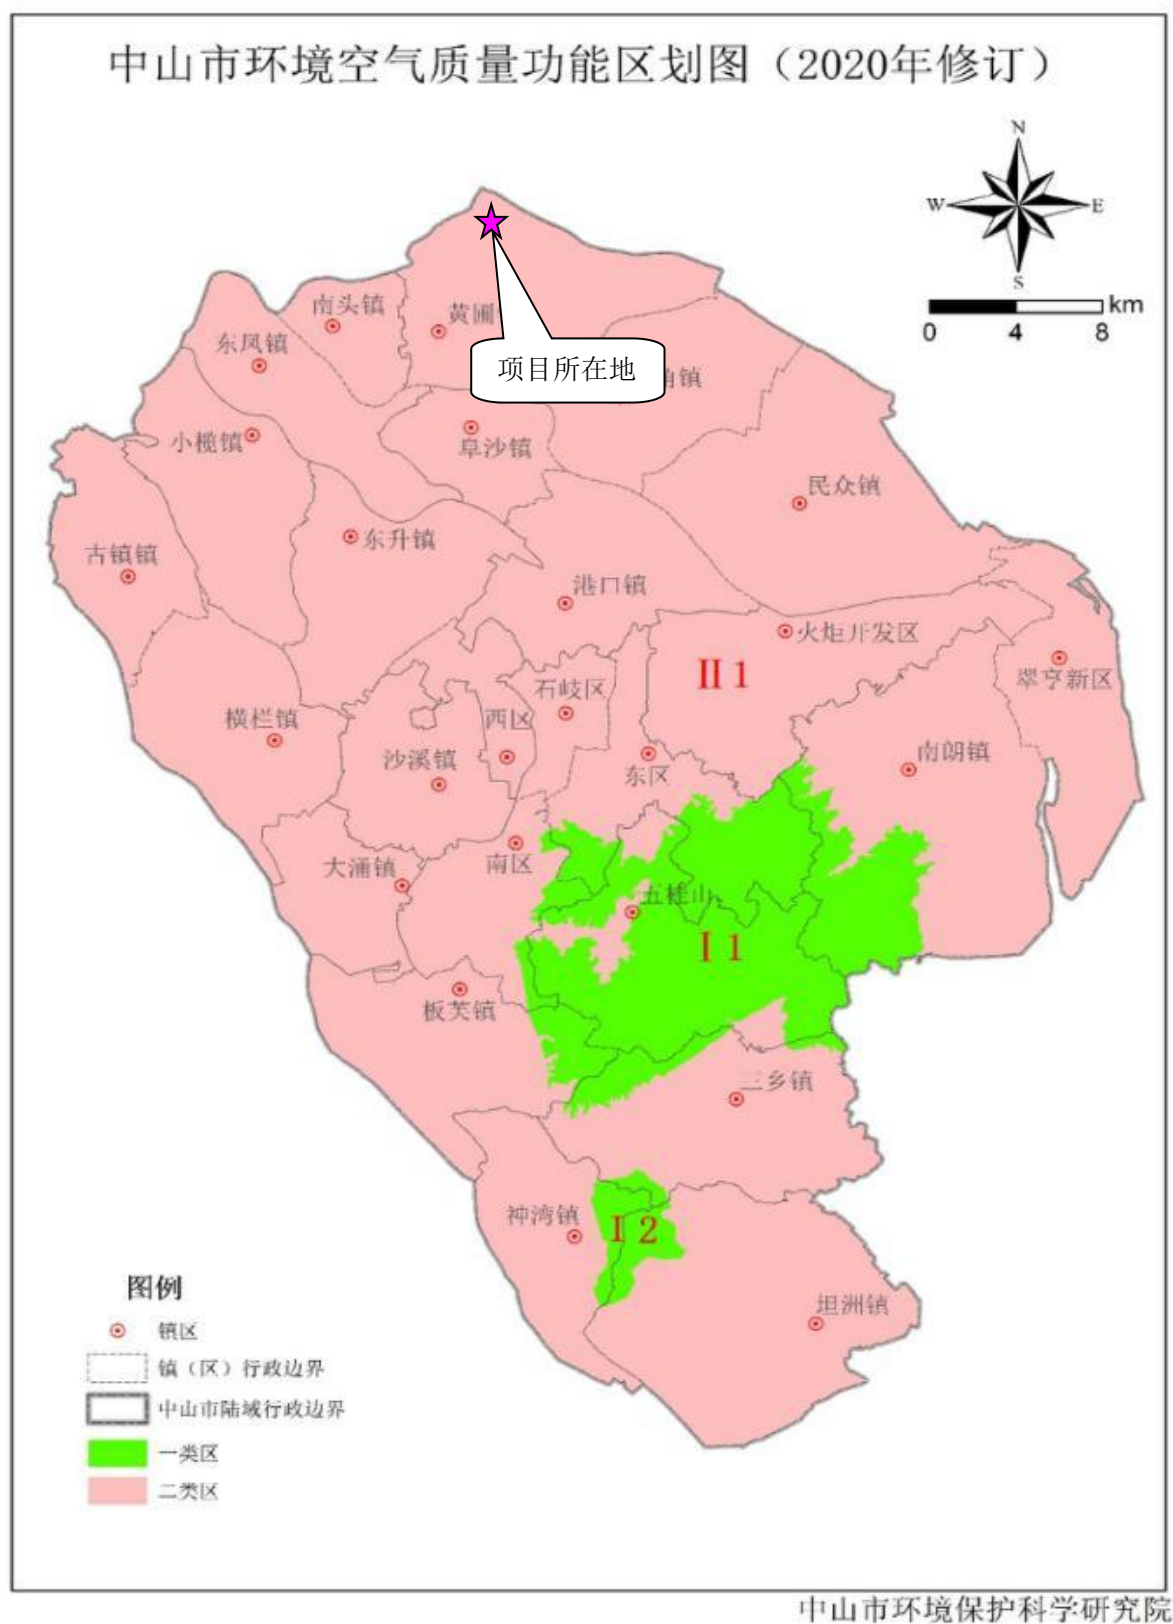 中山市环境空气质量功能区划图（2020年修订）
N
W
E
S
km
0 4 8
南头镇
黄圃
东凤镇
项目所在地
角镇
小榄镇
阜沙镇
民众镇
东升镇
古镇镇
港口镇
火炬开发区
II 1
翠亨新区
石岐区
西区
横栏镇
沙溪镇
东区
南朗镇
南区
大涌镇
五桂山
I 1
板芙镇
三乡镇
神湾镇
I 2
坦洲镇
图例
镇区
镇（区）行政边界
中山市陆域行政边界
一类区
二类区
中山市环境保护科学研究院